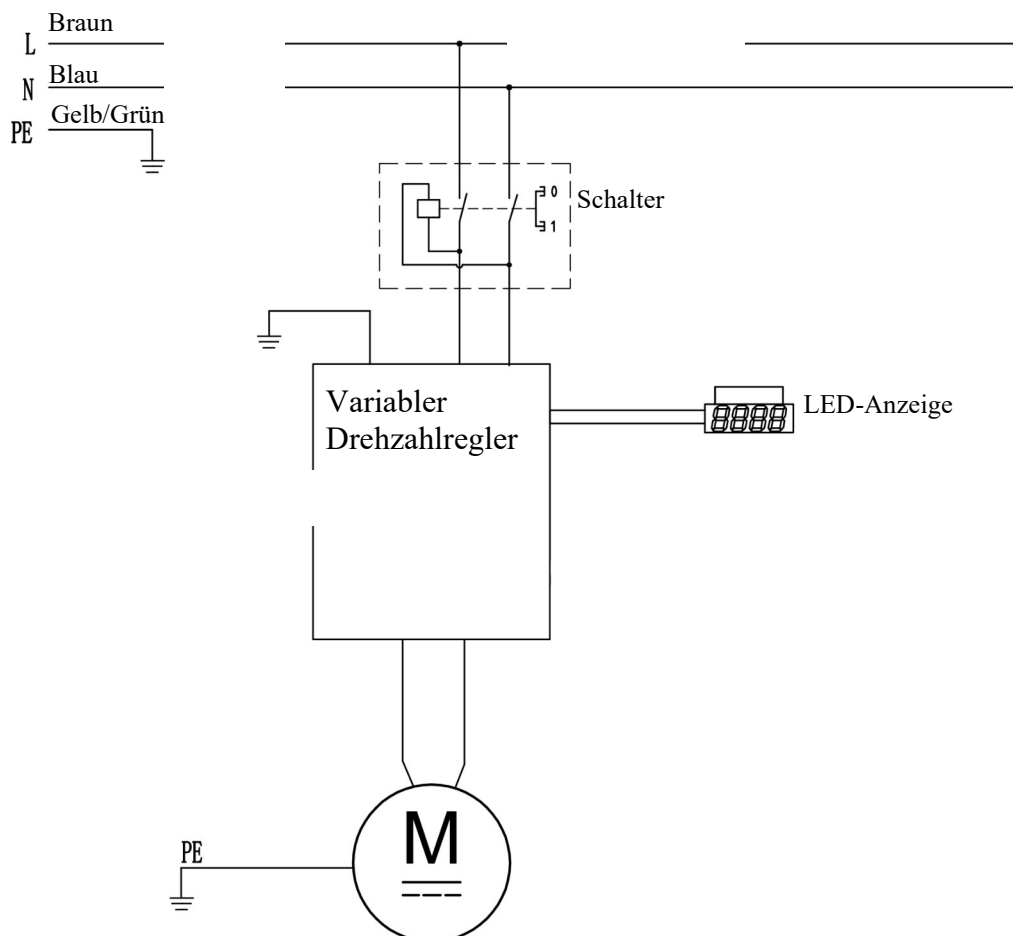 Braun
L
Blau
N
Gelb/Grün
PE
0
Schalter
1
Variabler
Drehzahlregler
8888
LED-Anzeige
M
PE